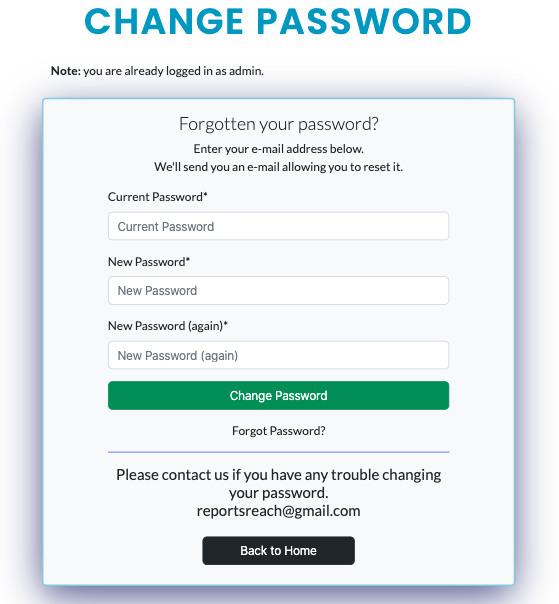 CHANGE PASSWORD
Note: you are already logged in as admin.
Forgotten your password?
Enter your e-mail address below.
We'll send you an e-mail allowing you to reset it.
Current Password*
Current Password
New Password*
New Password
New Password (again)*
New Password (again)
Change Password
Forgot Password?
Please contact us if you have any trouble changing
your password.
reportsreach@gmail.com
Back to Home